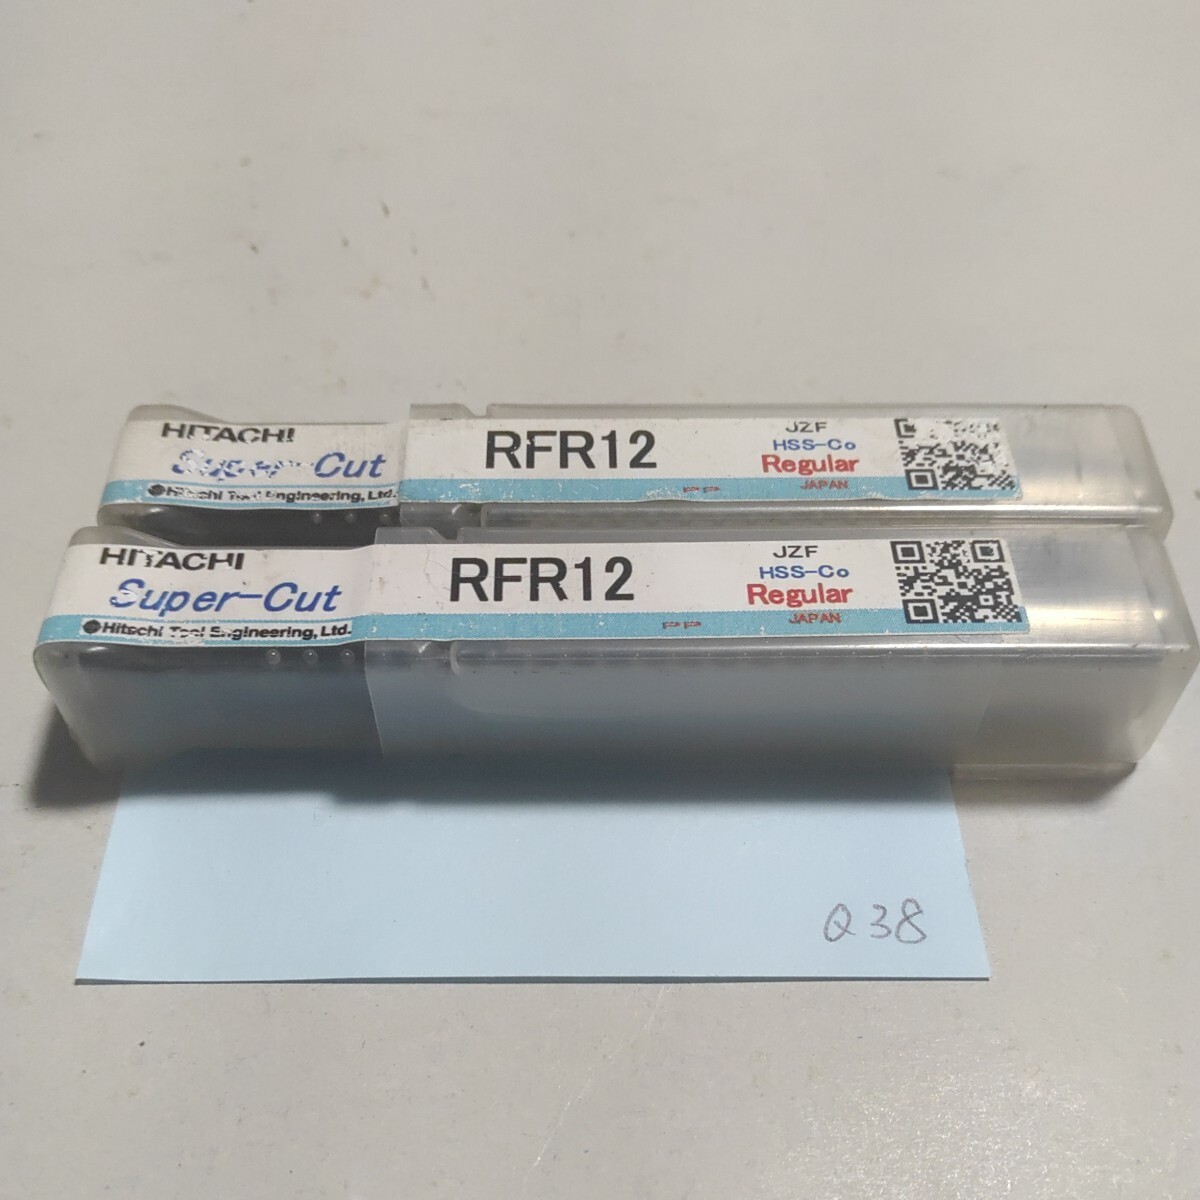 HITACHI
Super-Cut
Hitachi Tool Engineering, Ltd.
RFR12
JZF
HSS-Co
Regular
JAPAN
HITACHI
Super-Cut
Hitachi Tool Engineering, Ltd.
RFR12
JZF
HSS-Co
Regular
JAPAN
Q38